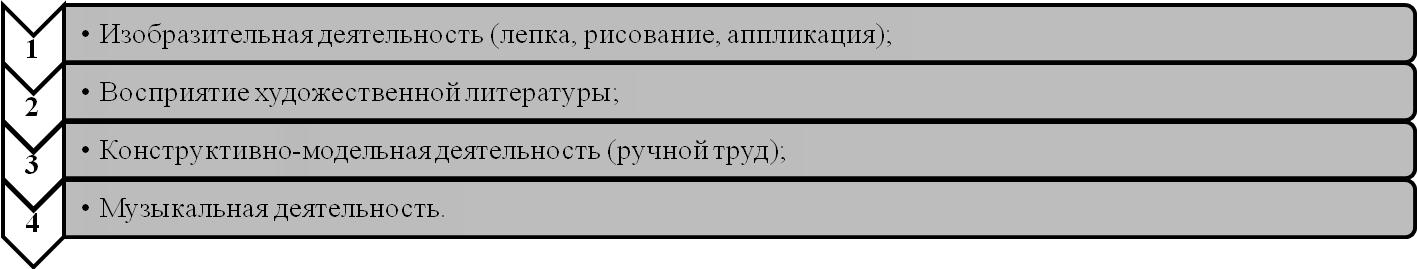 1 • Изобразительная деятельность (лепка, рисование, аппликация);
2 • Восприятие художественной литературы;
3 • Конструктивно-модельная деятельность (ручной труд);
4 • Музыкальная деятельность.